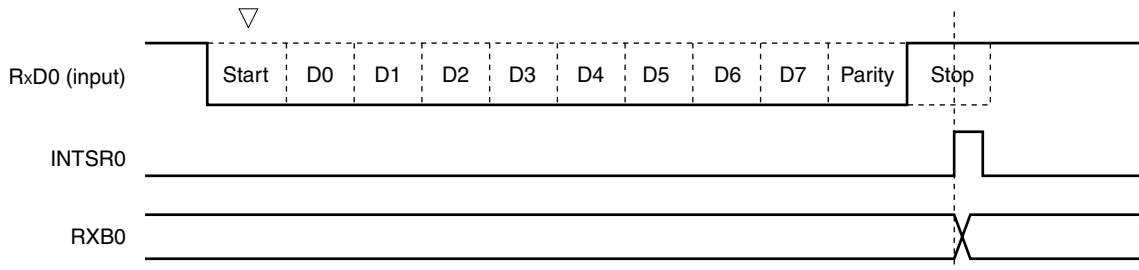 RxD0 (input) Start D0 D1 D2 D3 D4 D5 D6 D7 Parity Stop
INTSR0
RXB0